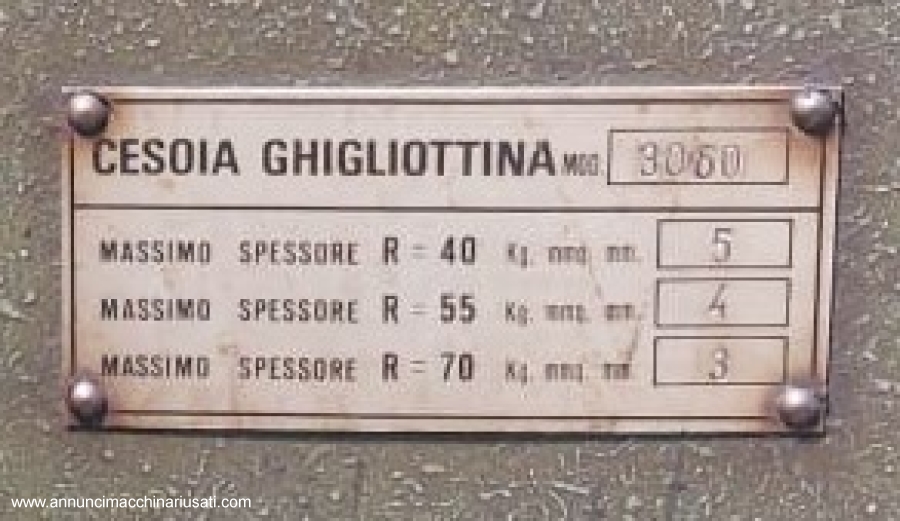 CESOIA GHIGLIOTTINA MOD. 3060
MASSIMO SPESSORE R = 40 Kg. mmq. mm. 5
MASSIMO SPESSORE R = 55 Kg. mmq. mm. 4
MASSIMO SPESSORE R = 70 Kg. mmq. mm. 3
www.annuncimacchinariusati.com